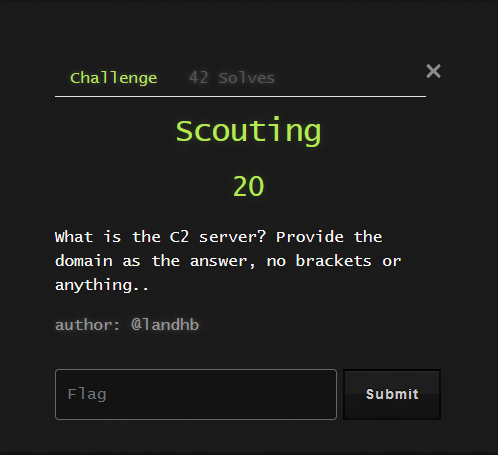 Challenge 42 Solves
Scouting
20
What is the C2 server? Provide the
domain as the answer, no brackets or
anything..
author: @landhb
Flag Submit